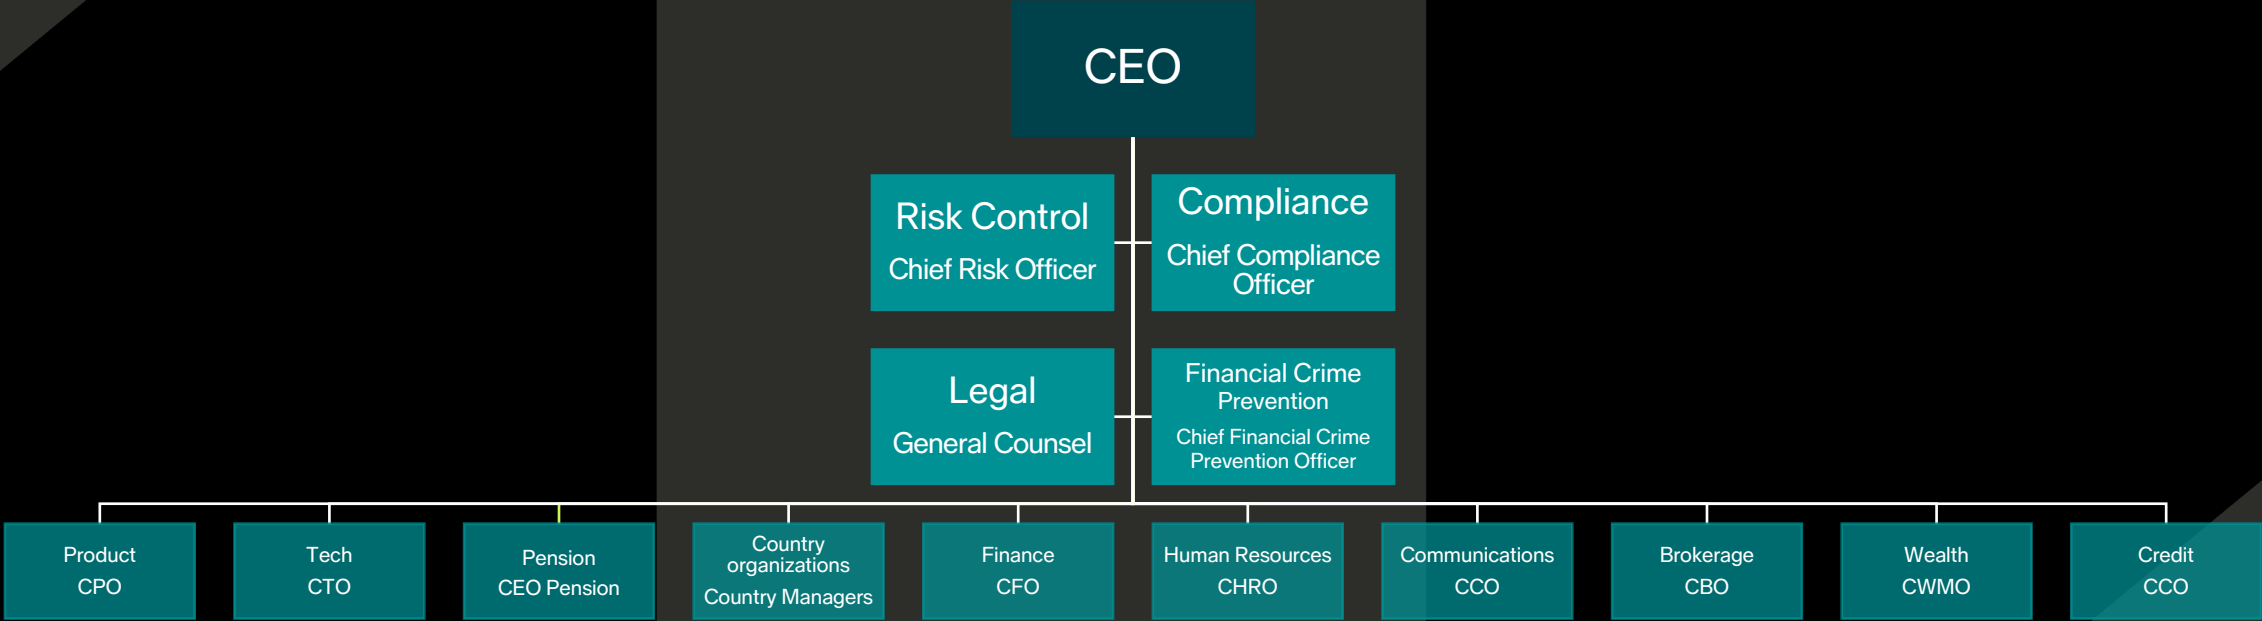 CEO
Risk Control
Chief Risk Officer
Compliance
Chief Compliance
Officer
Legal
General Counsel
Financial Crime
Prevention
Chief Financial Crime
Prevention Officer
Product
CPO
Tech
CTO
Pension
CEO Pension
Country
organizations
Country Managers
Finance
CFO
Human Resources
CHRO
Communications
CCO
Brokerage
CBO
Wealth
CWMO
Credit
CCO